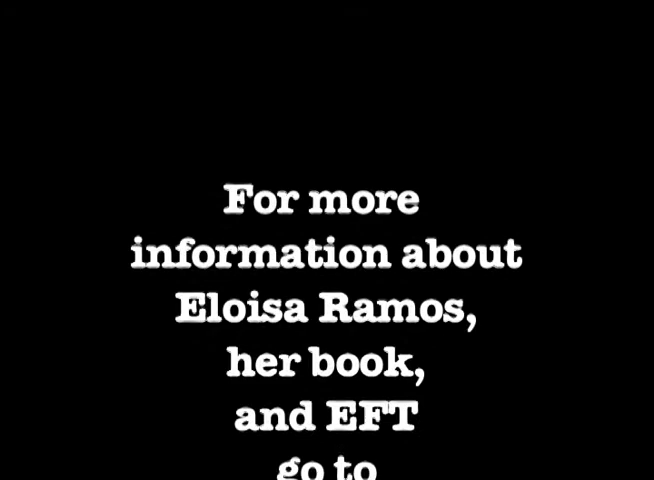 For more
information about
Eloisa Ramos,
her book,
and EFT
go to